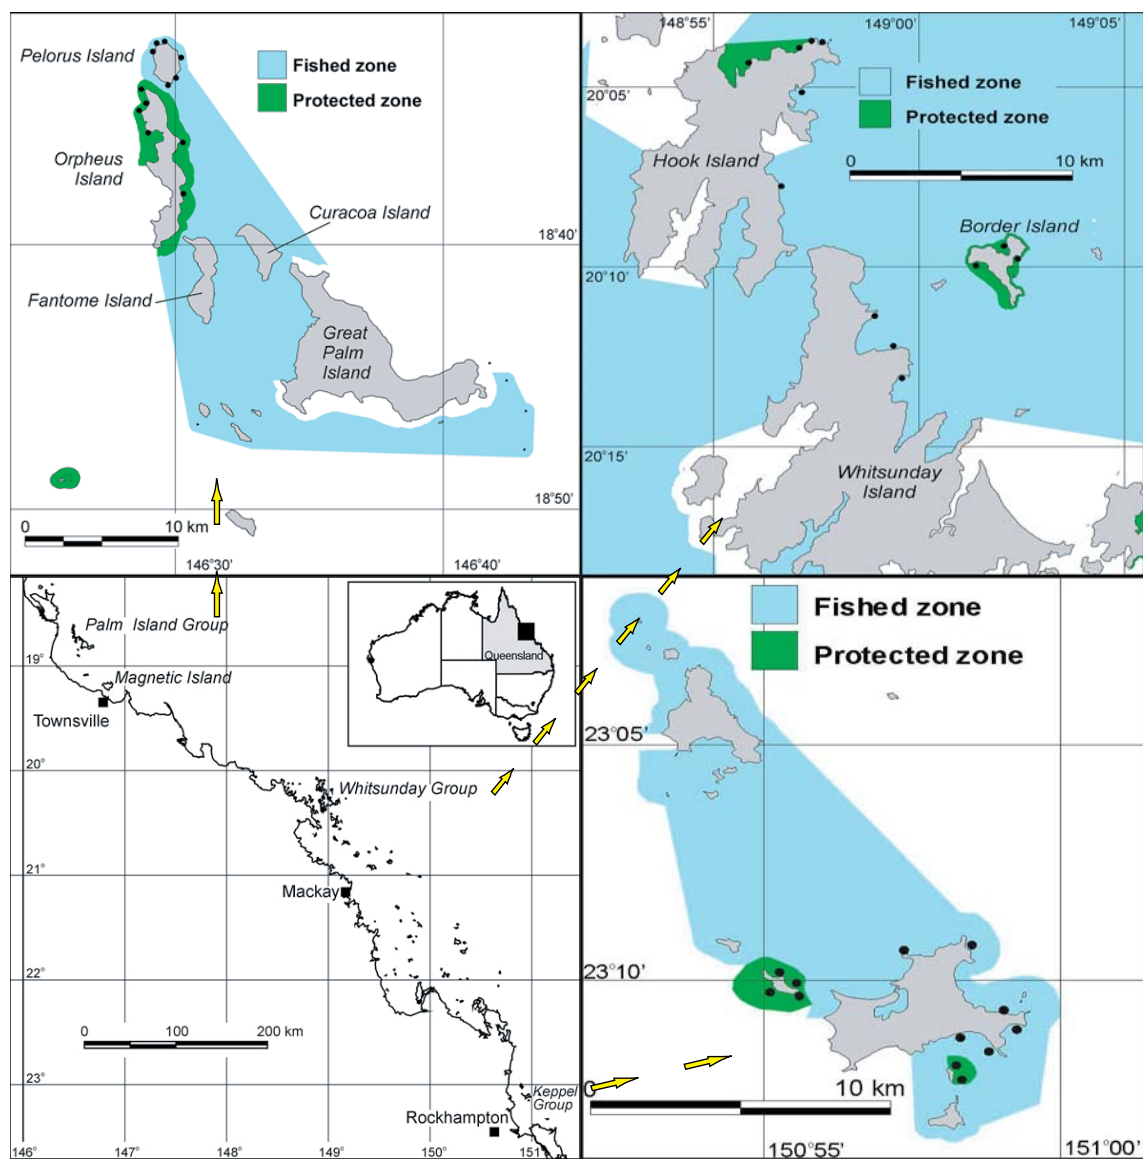 Pelorus Island
Fished zone
Protected zone
Orpheus
Island
Curacoa Island
18°40'
Fantome Island
Great
Palm
Island
18°50'
0
10 km
146°30'
146°40'
148°55'
149°00'
149°05'
20°05'
Fished zone
Protected zone
Hook Island
0
10 km
Border Island
20°10'
20°15'
Whitsunday
Island
Palm Island Group
19°
Magnetic Island
Townsville
Queensland
20°
Whitsunday Group
21°
Mackay
22°
0
100
200 km
23°
Keppel
Group
Rockhampton
146°
147°
148°
149°
150°
151°
Fished zone
Protected zone
23°05'
23°10'
0
10 km
150°55'
151°00'